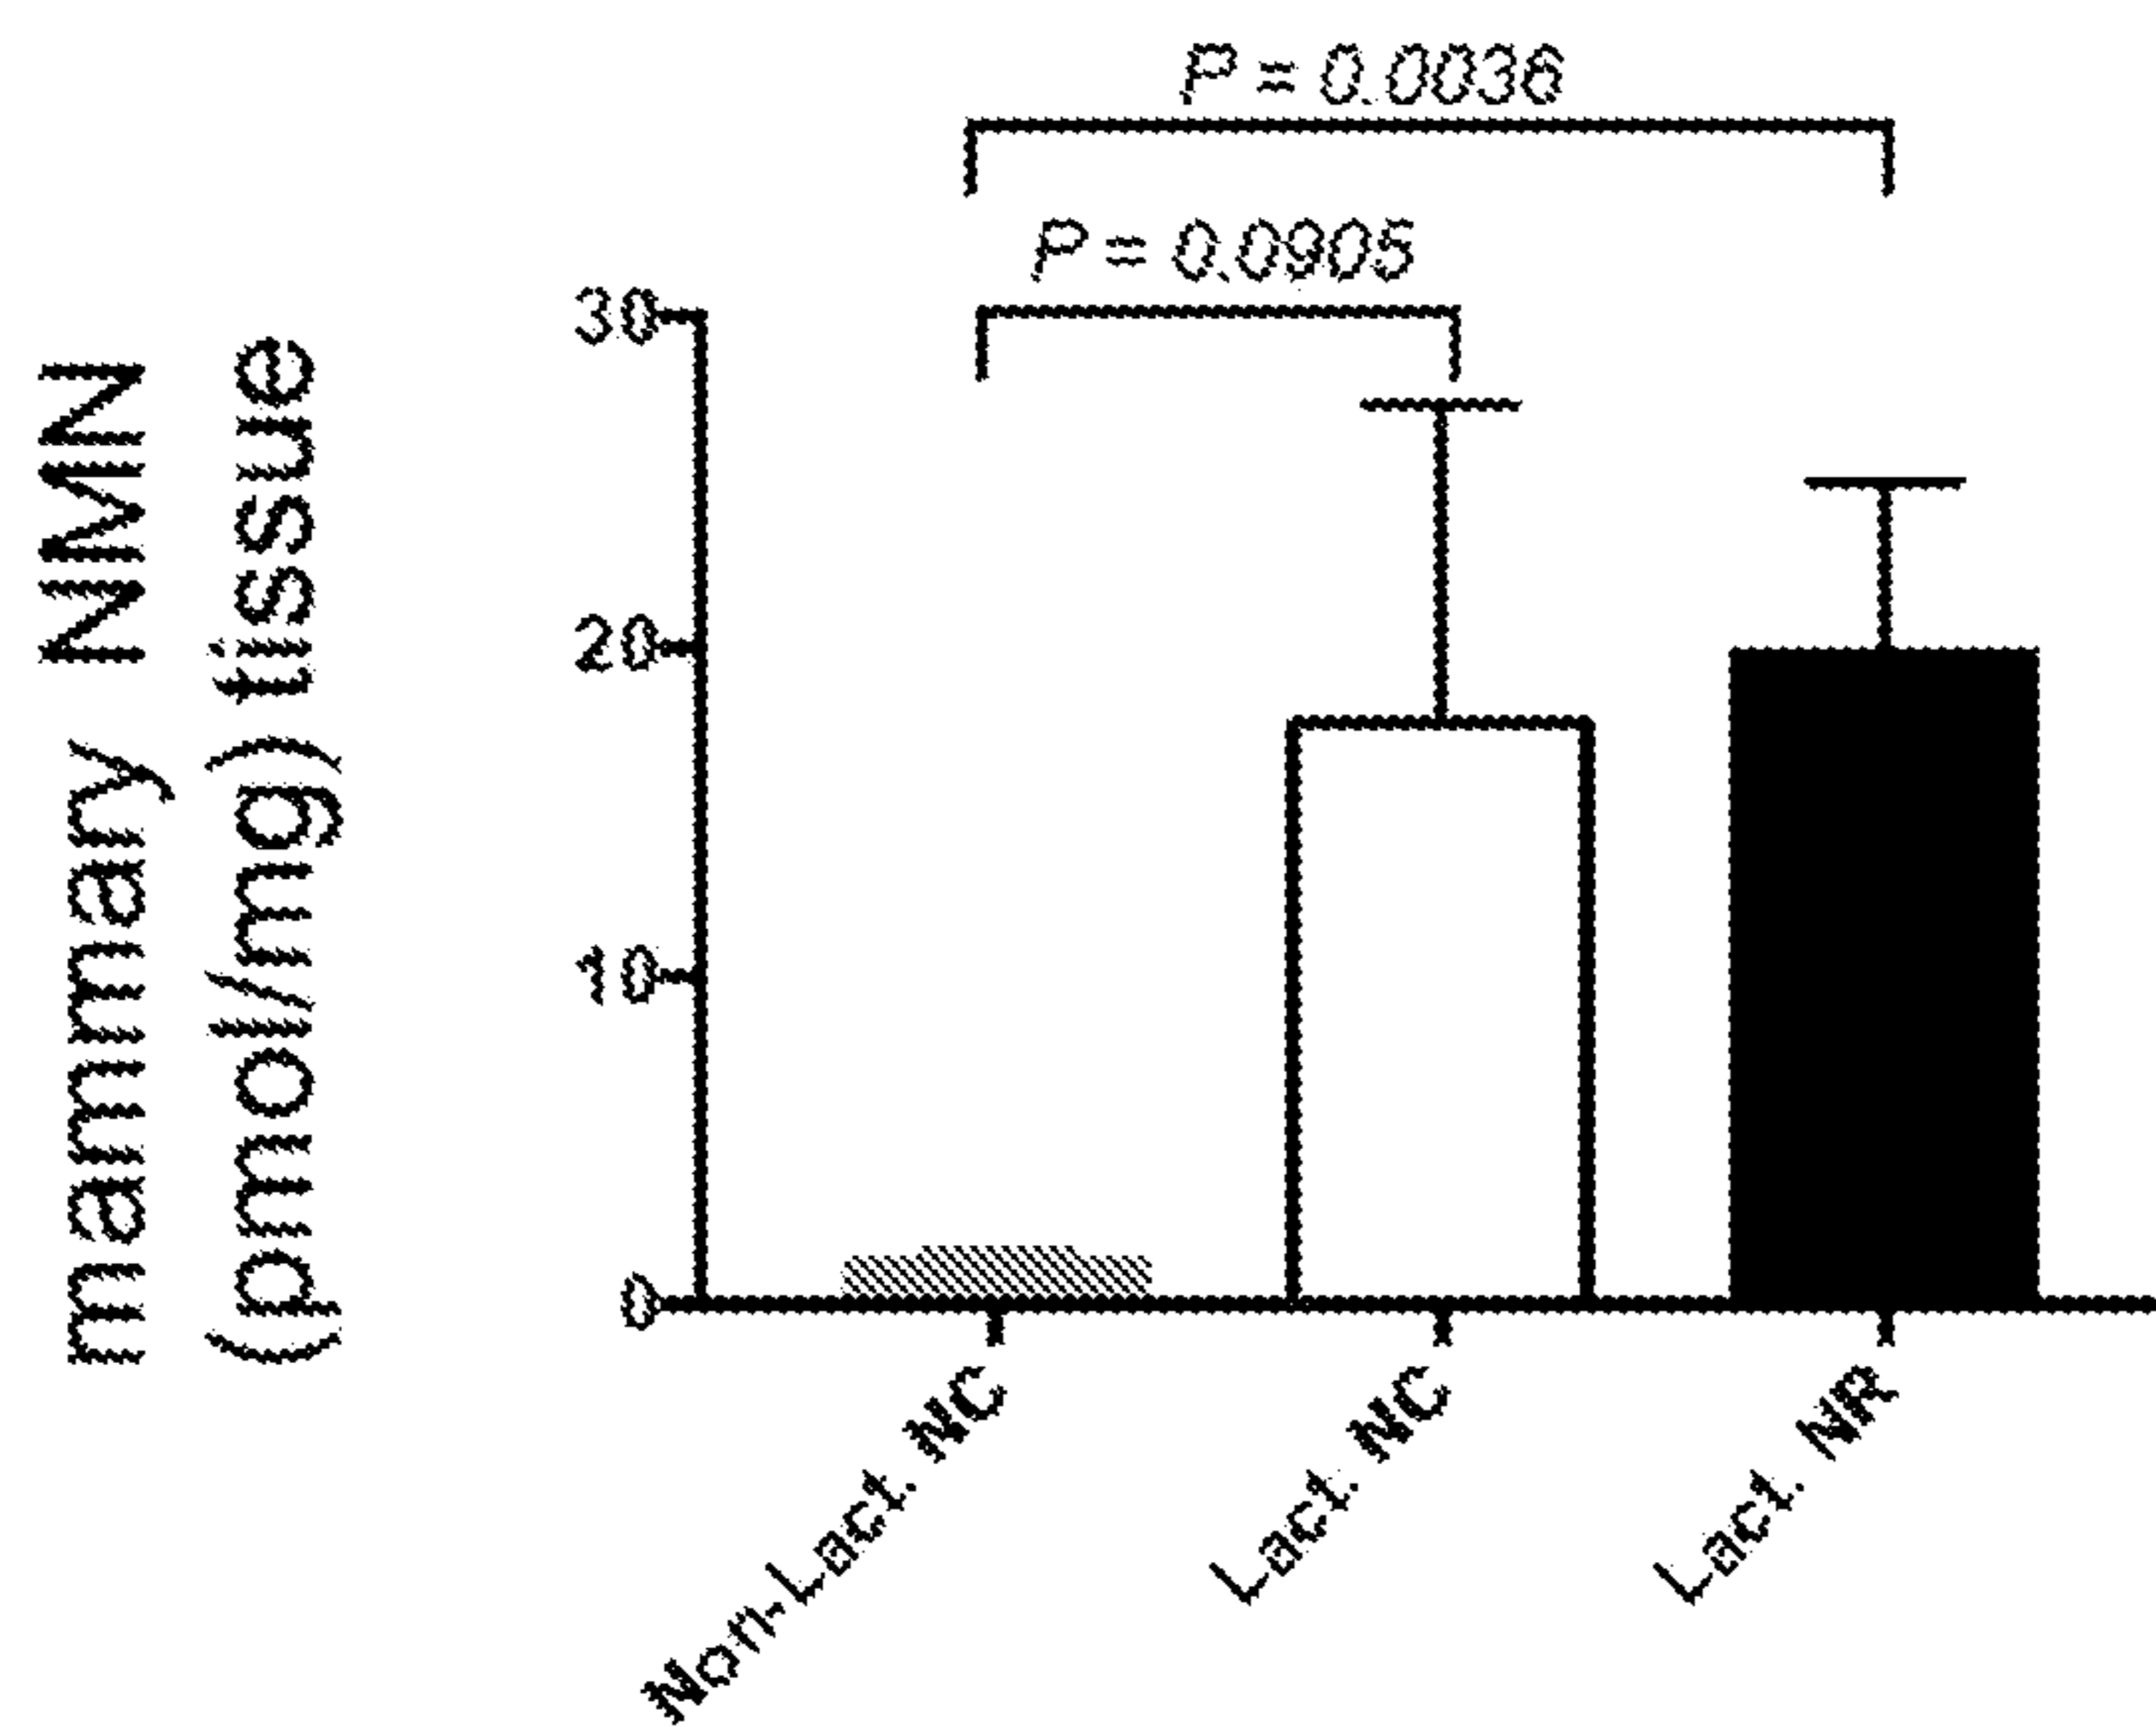 P = 0.0036
P = 0.0905
mammary NMN
(pmol/mg) tissue
30
20
10
0
Non-Lact. NC
Lact. NC
Lact. NR